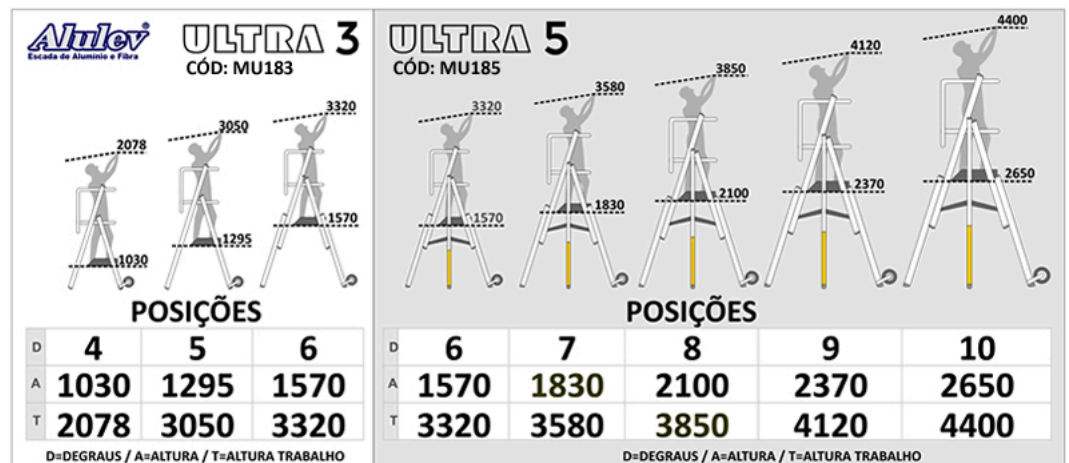 Alulev
Escada de Aluminio e Fibra
ULTRA 3
CÓD: MU183
2078
3050
3320
1030
1295
1570
POSIÇÕES
D 4 5 6
A 1030 1295 1570
T 2078 3050 3320
D=DEGRAUS / A=ALTURA / T=ALTURA TRABALHO
ULTRA 5
CÓD: MU185
3320
3580
3850
4120
4400
1570
1830
2100
2370
2650
POSIÇÕES
D 6 7 8 9 10
A 1570 1830 2100 2370 2650
T 3320 3580 3850 4120 4400
D=DEGRAUS / A=ALTURA / T=ALTURA TRABALHO